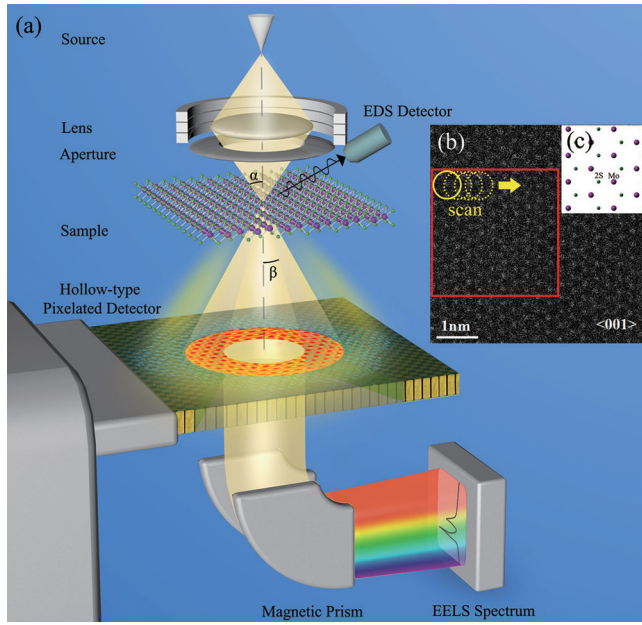 (a)
Source
EDS Detector
Lens
Aperture
α
(b)
(c)
2S Mo
scan
Sample
β
Hollow-type
Pixelated Detector
1nm
<001>
Magnetic Prism
EELS Spectrum